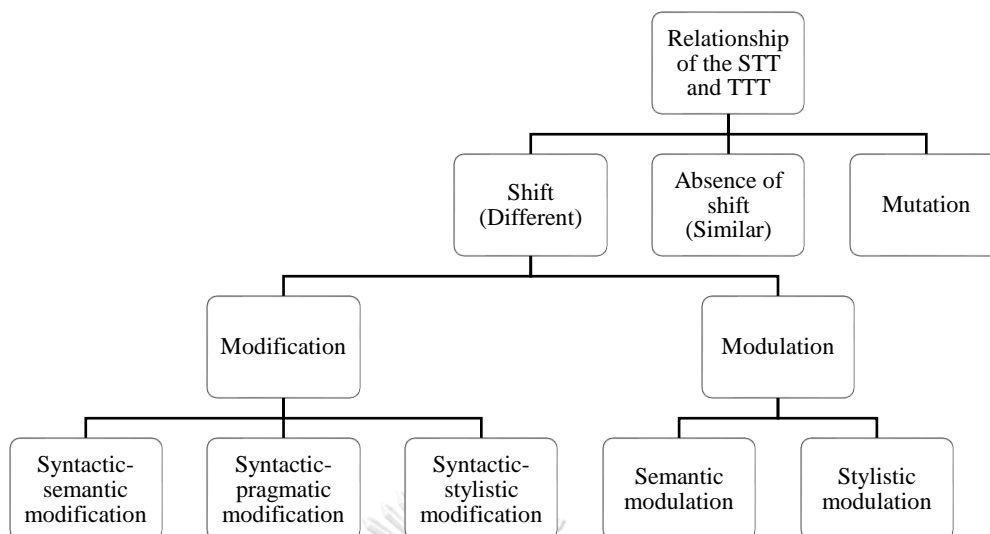 Relationship
of the STT
and TTT
Shift
(Different)
Absence of
shift
(Similar)
Mutation
Modification
Modulation
Syntactic-
semantic
modification
Syntactic-
pragmatic
modification
Syntactic-
stylistic
modification
Semantic
modulation
Stylistic
modulation